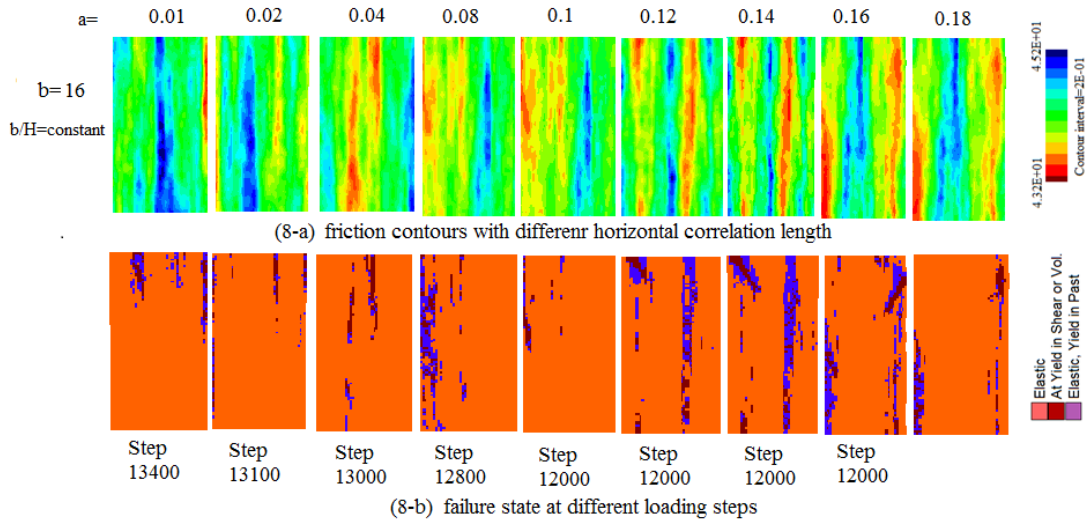 a= 0.01 0.02 0.04 0.08 0.1 0.12 0.14 0.16 0.18
b= 16
b/H=constant
4.52E+01
4.32E+01
Contour interval=2E-01
(8-a) friction contours with differenr horizontal correlation length
.
Elastic
At Yield in Shear or Vol.
Elastic, Yield in Past
Step 13400
Step 13100
Step 13000
Step 12800
Step 12000
Step 12000
Step 12000
Step 12000
(8-b) failure state at different loading steps